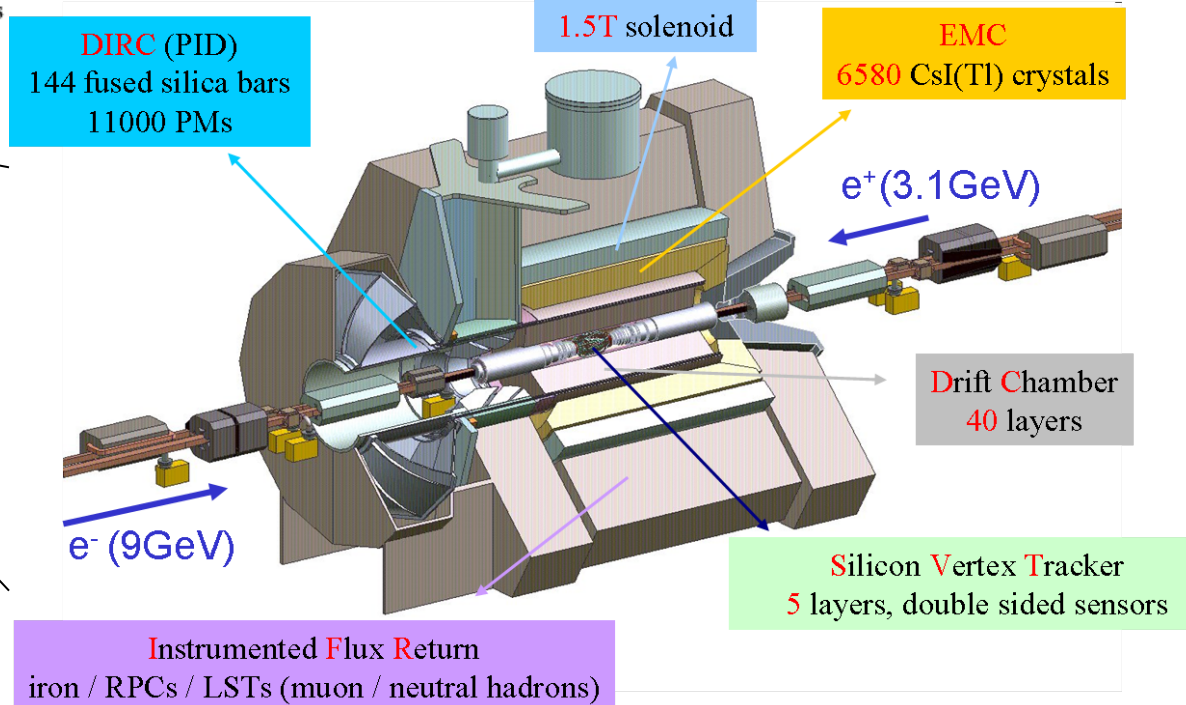 DIRC (PID)
144 fused silica bars
11000 PMs
1.5T solenoid
EMC
6580 CsI(Tl) crystals
e⁺(3.1GeV)
Drift Chamber
40 layers
e⁻ (9GeV)
Silicon Vertex Tracker
5 layers, double sided sensors
Instrumented Flux Return
iron / RPCs / LSTs (muon / neutral hadrons)